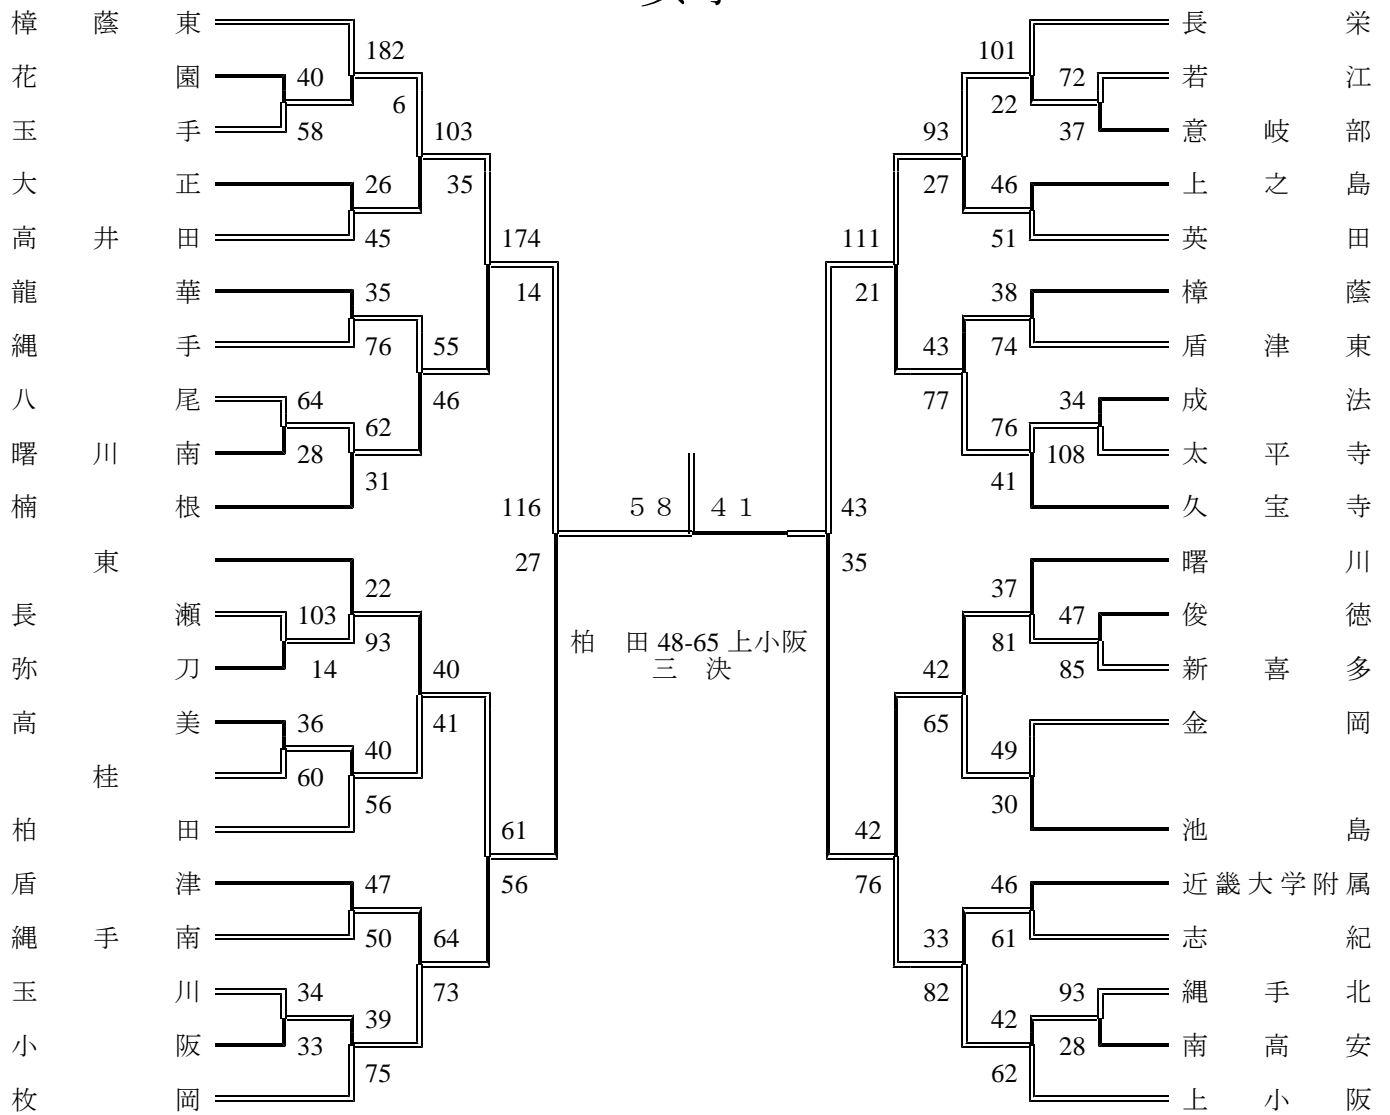 樟蔭東 長栄
182 101
花園 40 72 若江
6 22
玉手 58 103 93 37 意岐部
大正 26 35 27 46 上之島
高井田 45 174 111 51 英田
龍華 35 14 21 38 樟蔭
縄手 76 55 43 74 盾津東
八尾 64 46 77 34 成法
62 76
曙川南 28 108 太平寺
31 41
楠根 116 58 41 43 久宝寺
東 27 35 曙川
22 37
長瀬 103 47 俊徳
93 81
柏田 48-65 上小阪
弥刀 14 40 三決 42 85 新喜多
高美 36 41 65 金岡
40 49
桂 60
56 30
柏田 61 42 池島
盾津 47 56 76 46 近畿大学附属
縄手南 50 64 33 61 志紀
玉川 34 73 82 93 縄手北
39 42
小阪 33 28 南高安
75 62
枚岡 上小阪